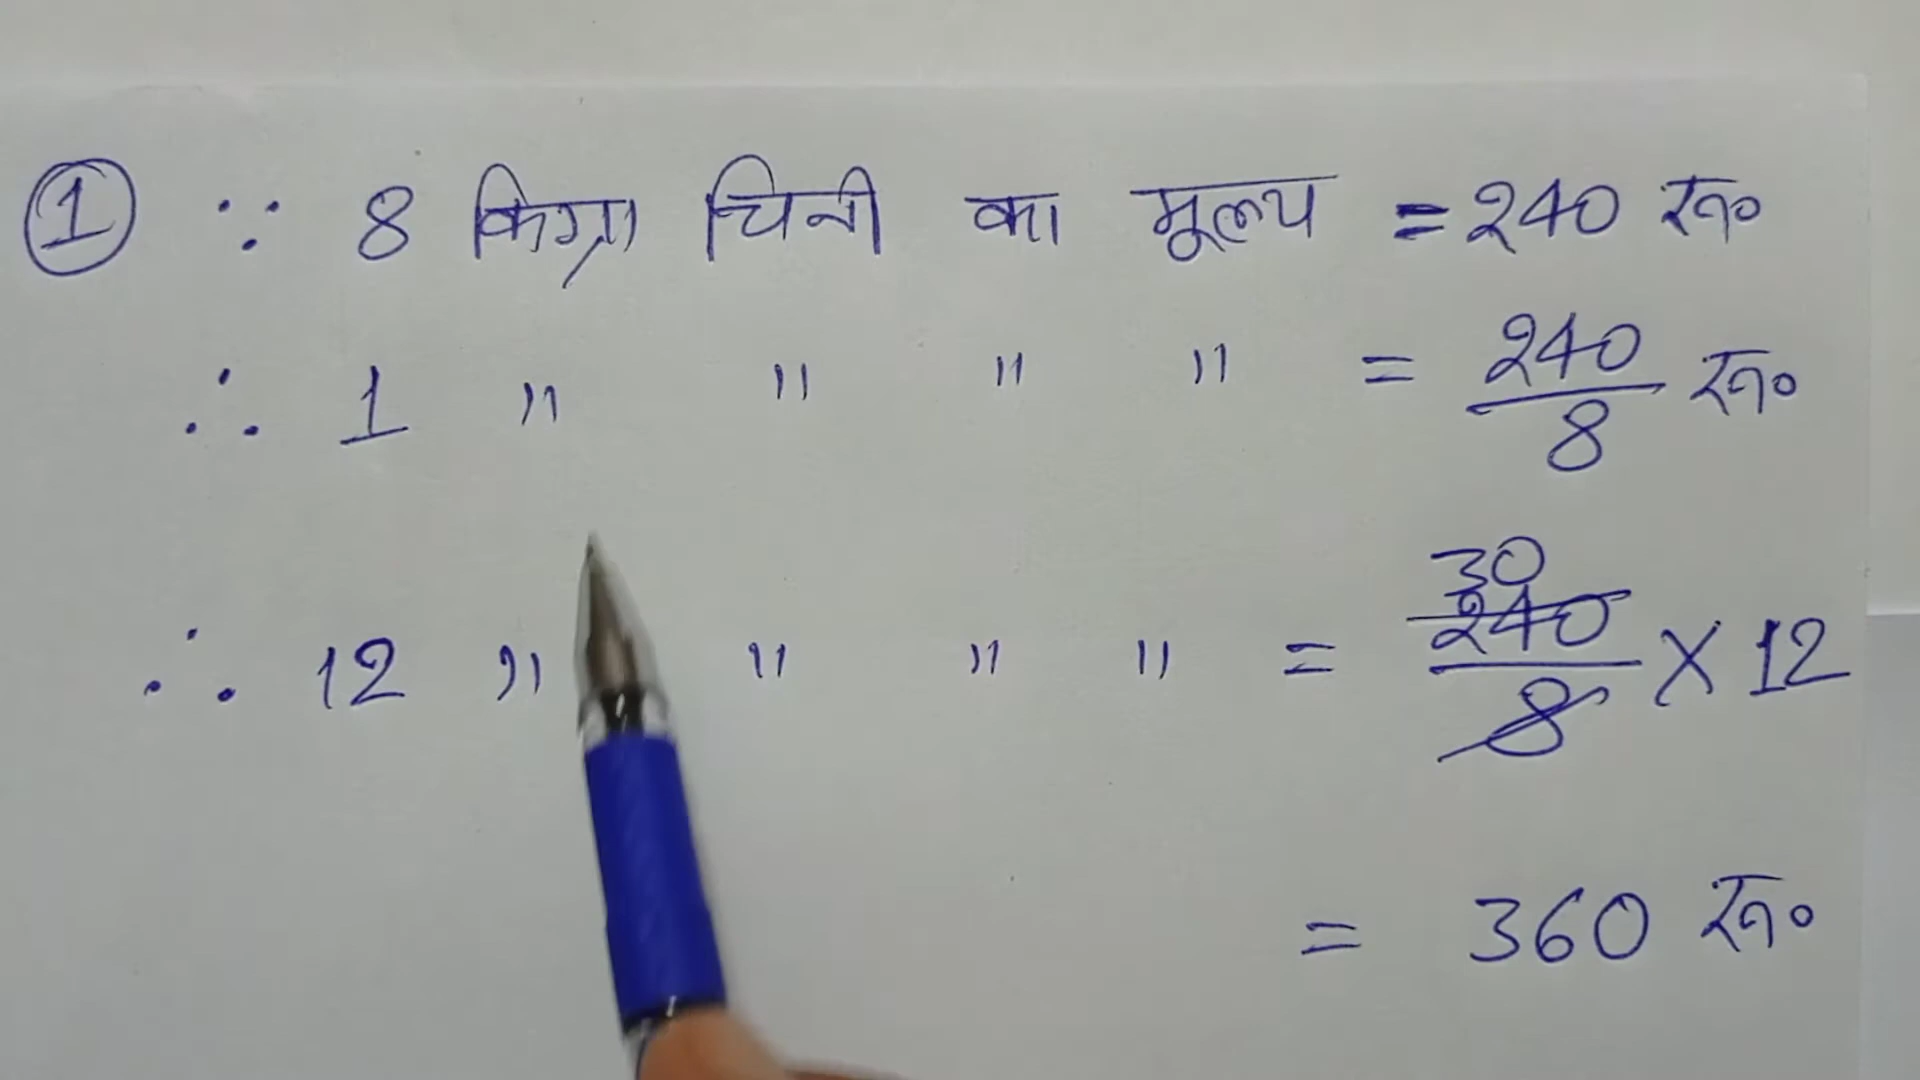 ① ∵ 8 किग्रा चिनी का मूल्य = 240 रू०
∴ 1 " " " " = 240/8 रू०
∴ 12 " " " " = 30 240/8 × 12
= 360 रू०